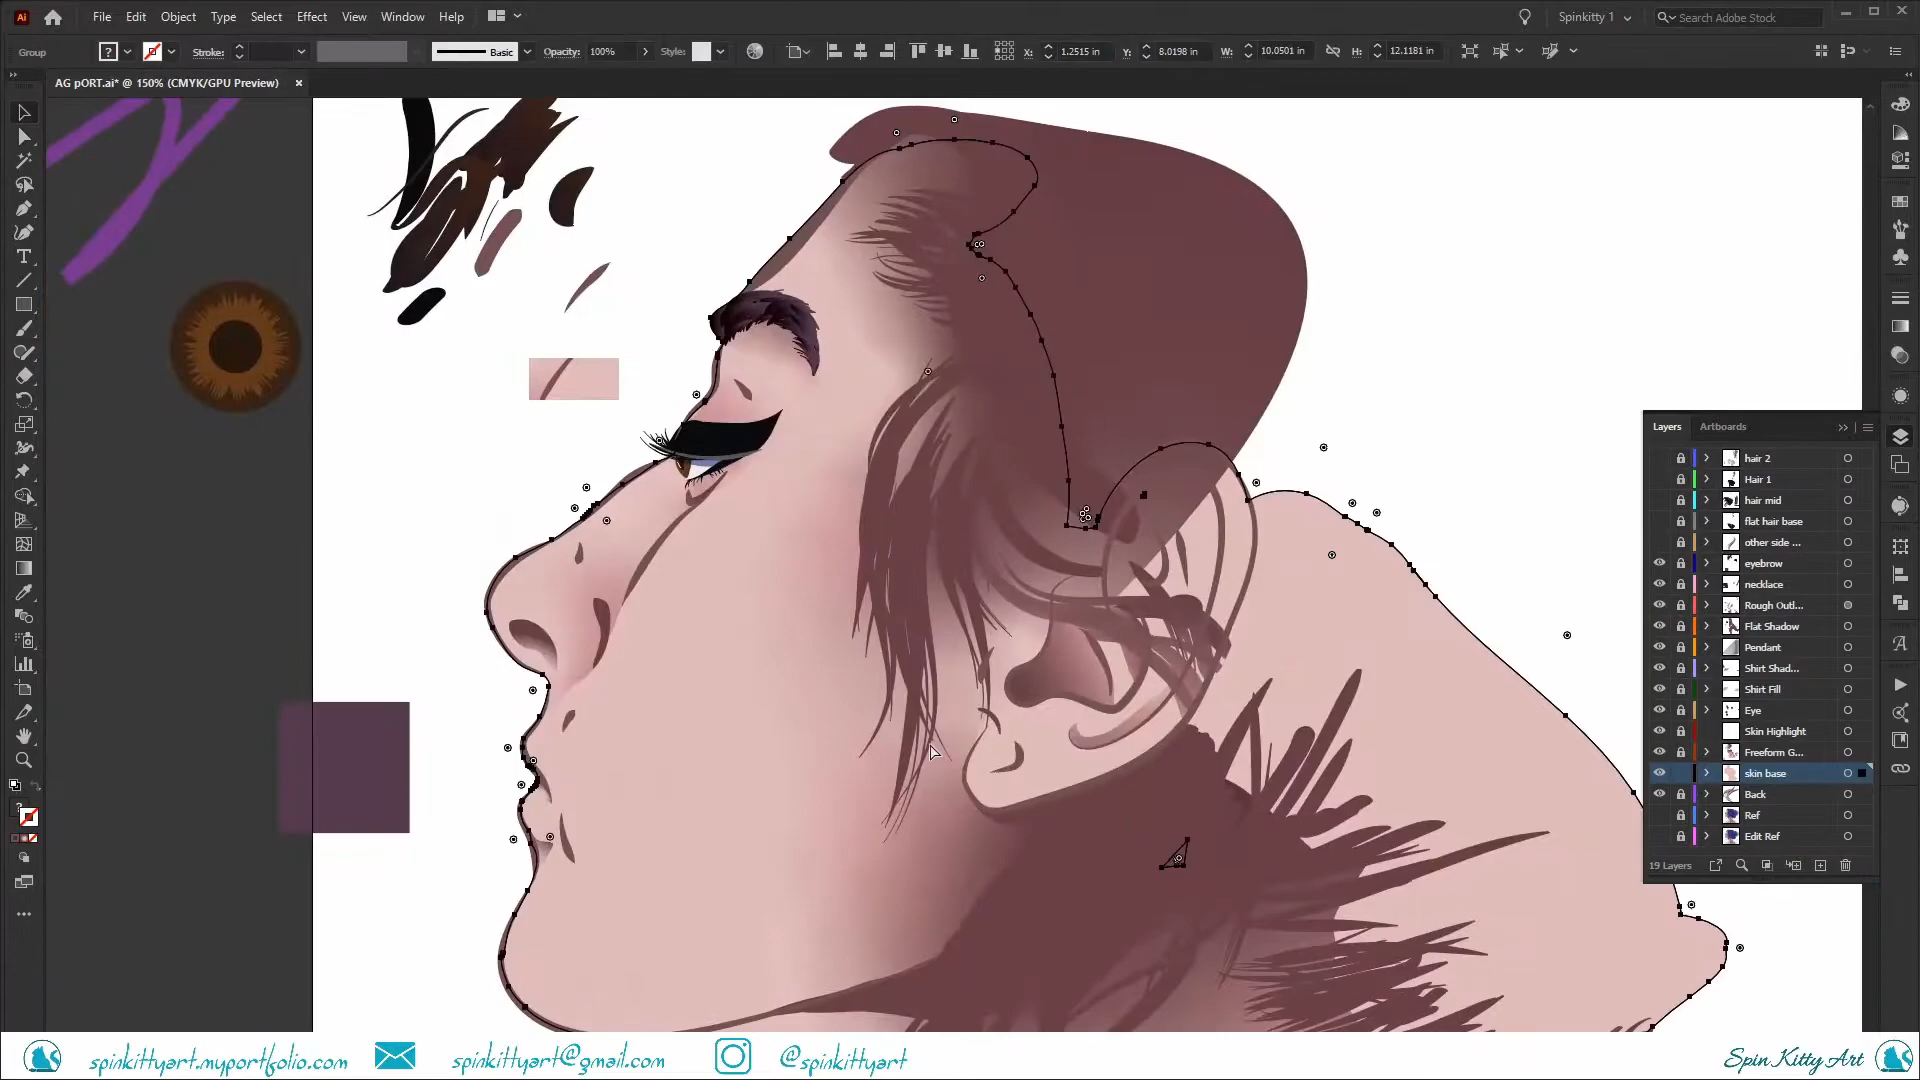 Ai File Edit Object Type Select Effect View Window Help Spinkitty 1 Search Adobe Stock
Group ? Stroke: Basic Opacity: 100% Style: X: 1.2515 in Y: 8.0198 in W: 10.0501 in H: 12.1181 in
AG pORT.ai* @ 150% (CMYK/GPU Preview)
Layers Artboards
hair 2
Hair 1
hair mid
flat hair base
other side ...
eyebrow
necklace
Rough Outl...
Flat Shadow
Pendant
Shirt Shad...
Shirt Fill
Eye
Skin Highlight
Freeform G...
skin base
Back
Ref
Edit Ref
19 Layers
spinkittyart.myportfolio.com spinkittyart@gmail.com @spinkittyart Spin Kitty Art